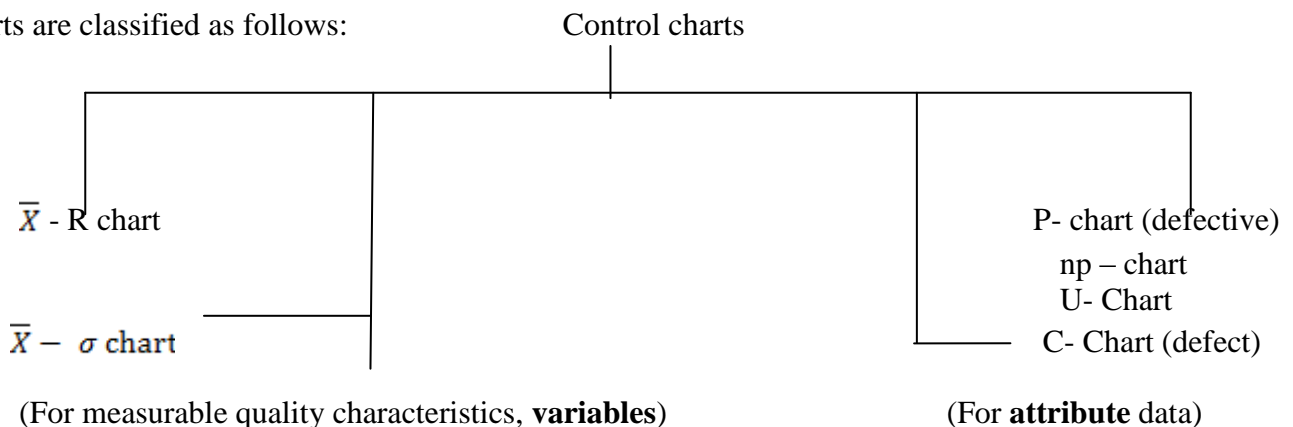 rts are classified as follows: Control charts
X̅ - R chart P- chart (defective)
np – chart
U- Chart
X̅ − σ chart C- Chart (defect)
(For measurable quality characteristics, variables) (For attribute data)